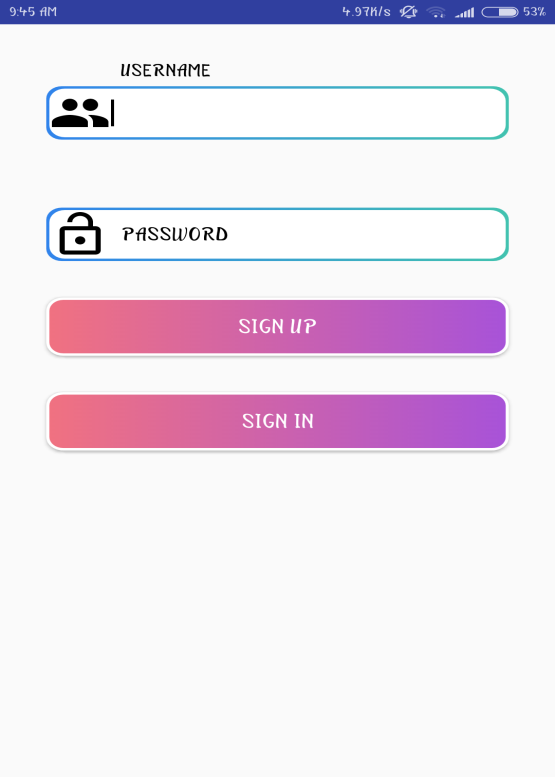 9:45 AM 4.97K/s 53%
USERNAME
PASSWORD
SIGN UP
SIGN IN